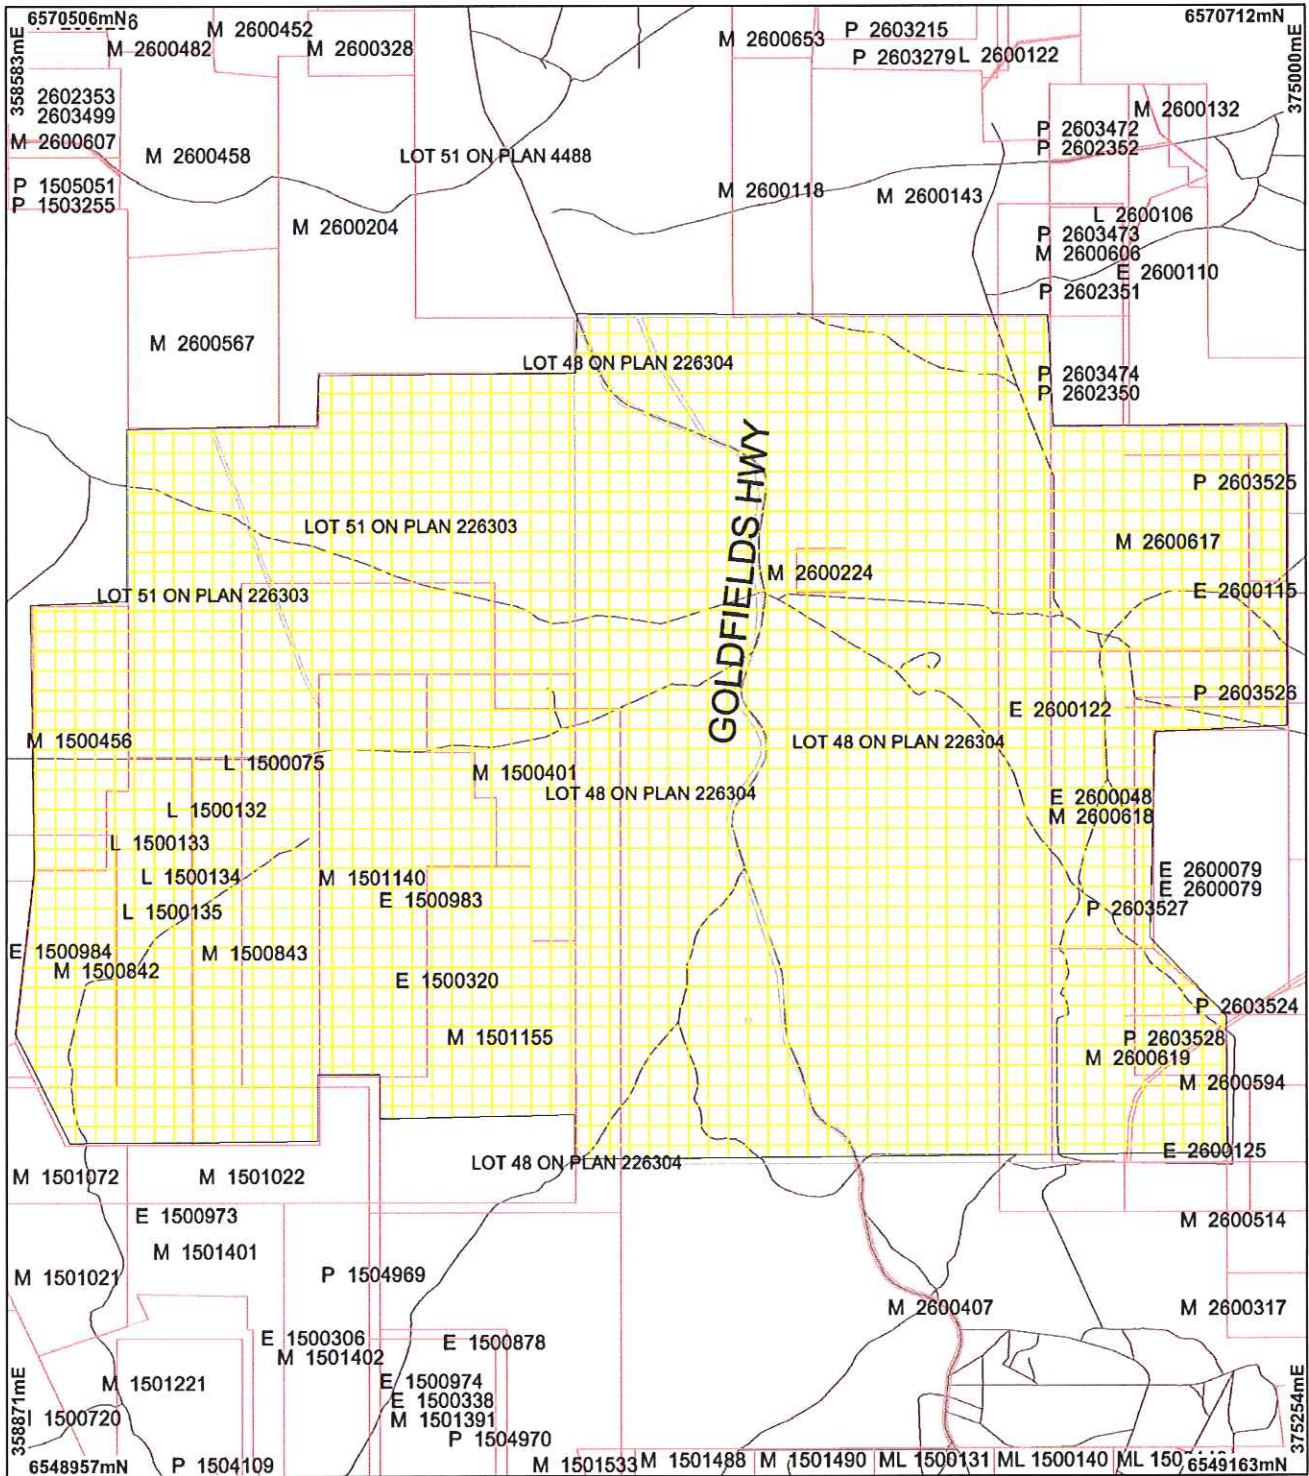 6570506mN
M 2600452
M 2600482
M 2600328
M 2600653
P 2603215
6570712mN
P 2603279
L 2600122
358583mE
375000mE
2602353
2603499
M 2600607
M 2600458
LOT 51 ON PLAN 4488
M 2600132
P 2603472
P 2602352
P 1505051
P 1503255
M 2600118
M 2600143
M 2600204
L 2600106
P 2603473
M 2600606
E 2600110
P 2602351
M 2600567
LOT 48 ON PLAN 226304
P 2603474
P 2602350
GOLDFIELDS HWY
P 2603525
LOT 51 ON PLAN 226303
M 2600617
M 2600224
LOT 51 ON PLAN 226303
E 2600115
P 2603526
E 2600122
M 1500456
LOT 48 ON PLAN 226304
L 1500075
M 1500401
LOT 48 ON PLAN 226304
E 2600048
M 2600618
L 1500132
L 1500133
L 1500134
M 1501140
E 2600079
E 2600079
E 1500983
L 1500135
P 2603527
E 1500984
M 1500843
M 1500842
E 1500320
P 2603524
M 1501155
P 2603528
M 2600619
M 2600594
E 2600125
LOT 48 ON PLAN 226304
M 1501072
M 1501022
E 1500973
M 2600514
M 1501401
M 1501021
P 1504969
M 2600407
M 2600317
E 1500306
M 1501402
E 1500878
M 1501221
E 1500974
E 1500338
M 1501391
358871mE
375254mE
I 1500720
P 1504970
6548957mN
P 1504109
M 1501533
M 1501488
M 1501490
ML 1500131
ML 1500140
ML
6549163mN